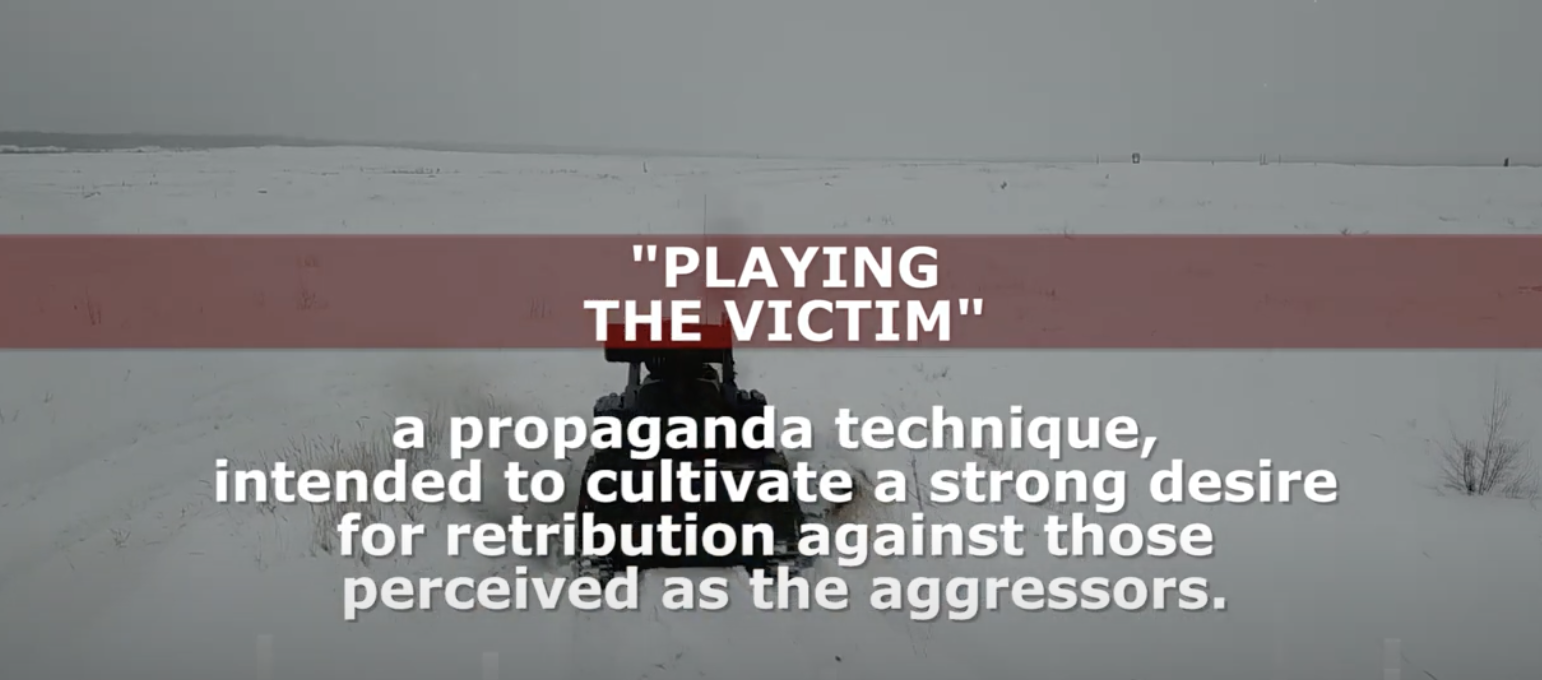 "PLAYING
THE VICTIM"
a propaganda technique,
intended to cultivate a strong desire
for retribution against those
perceived as the aggressors.